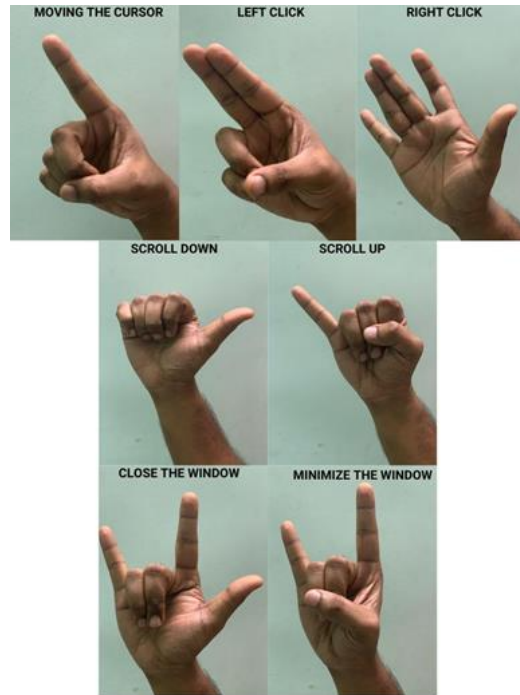 MOVING THE CURSOR
LEFT CLICK
RIGHT CLICK
SCROLL DOWN
SCROLL UP
CLOSE THE WINDOW
MINIMIZE THE WINDOW